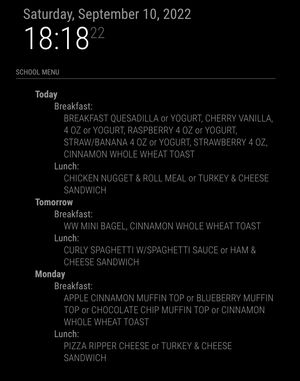 Saturday, September 10, 2022
18:18 22
SCHOOL MENU
Today
Breakfast:
BREAKFAST QUESADILLA or YOGURT, CHERRY VANILLA,
4 OZ or YOGURT, RASPBERRY 4 OZ or YOGURT,
STRAW/BANANA 4 OZ or YOGURT, STRAWBERRY 4 OZ,
CINNAMON WHOLE WHEAT TOAST
Lunch:
CHICKEN NUGGET & ROLL MEAL or TURKEY & CHEESE
SANDWICH
Tomorrow
Breakfast:
WW MINI BAGEL, CINNAMON WHOLE WHEAT TOAST
Lunch:
CURLY SPAGHETTI W/SPAGHETTI SAUCE or HAM &
CHEESE SANDWICH
Monday
Breakfast:
APPLE CINNAMON MUFFIN TOP or BLUEBERRY MUFFIN
TOP or CHOCOLATE CHIP MUFFIN TOP or CINNAMON
WHOLE WHEAT TOAST
Lunch:
PIZZA RIPPER CHEESE or TURKEY & CHEESE
SANDWICH